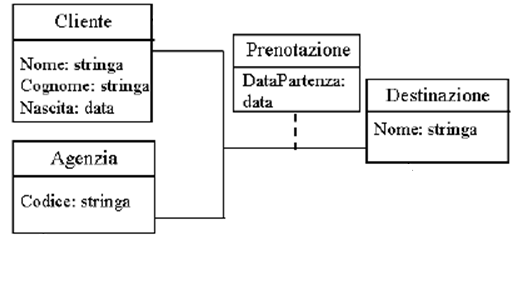 Cliente
Nome: stringa
Cognome: stringa
Nascita: data
Prenotazione
DataPartenza:
data
Destinazione
Nome: stringa
Agenzia
Codice: stringa